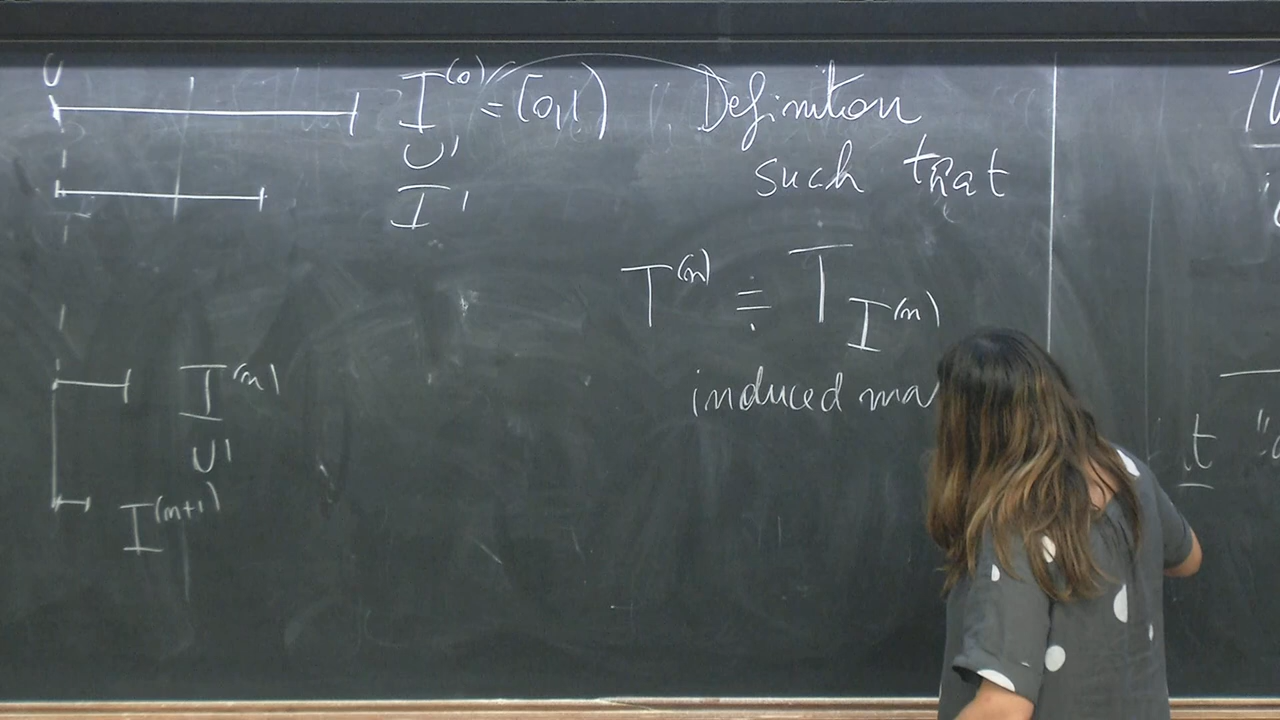 0
I⁽⁰⁾ = [0,1)
U'
I'
I⁽ⁿ⁾
U'
I⁽ⁿ⁺¹⁾
Definition
such that
T⁽ⁿ⁾ ≑ T_I⁽ⁿ⁾
induced ma
t